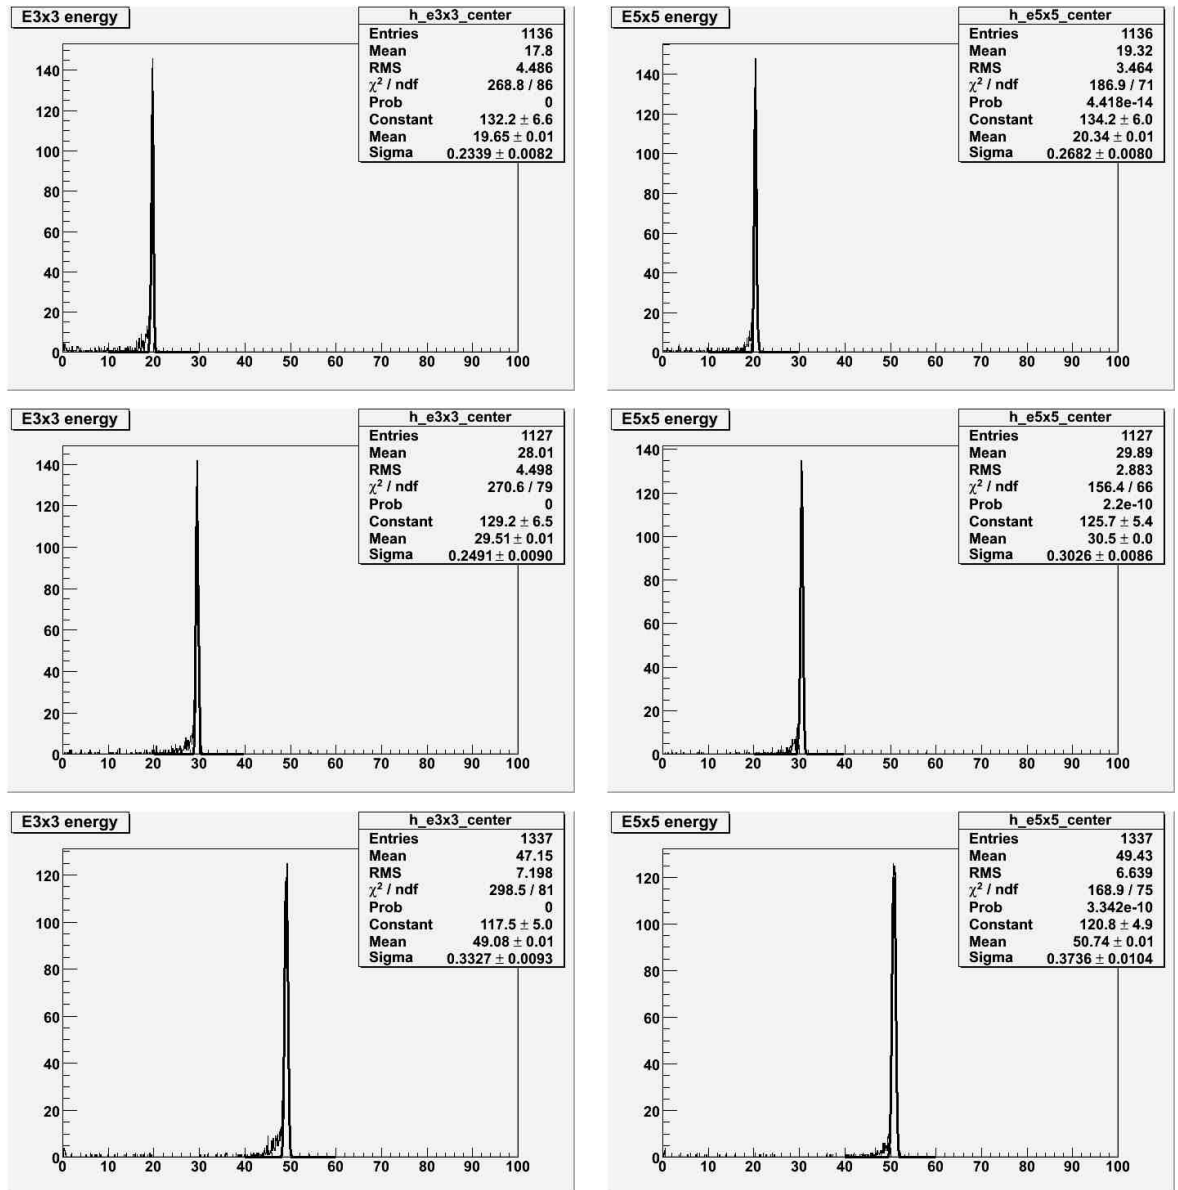 E3x3 energy
h_e3x3_center
Entries 1136
Mean 17.8
RMS 4.486
χ² / ndf 268.8 / 86
Prob 0
Constant 132.2 ± 6.6
Mean 19.65 ± 0.01
Sigma 0.2339 ± 0.0082
140
120
100
80
60
40
20
0
0 10 20 30 40 50 60 70 80 90 100
E5x5 energy
h_e5x5_center
Entries 1136
Mean 19.32
RMS 3.464
χ² / ndf 186.9 / 71
Prob 4.418e-14
Constant 134.2 ± 6.0
Mean 20.34 ± 0.01
Sigma 0.2682 ± 0.0080
140
120
100
80
60
40
20
0
0 10 20 30 40 50 60 70 80 90 100
E3x3 energy
h_e3x3_center
Entries 1127
Mean 28.01
RMS 4.498
χ² / ndf 270.6 / 79
Prob 0
Constant 129.2 ± 6.5
Mean 29.51 ± 0.01
Sigma 0.2491 ± 0.0090
140
120
100
80
60
40
20
0
0 10 20 30 40 50 60 70 80 90 100
E5x5 energy
h_e5x5_center
Entries 1127
Mean 29.89
RMS 2.883
χ² / ndf 156.4 / 66
Prob 2.2e-10
Constant 125.7 ± 5.4
Mean 30.5 ± 0.0
Sigma 0.3026 ± 0.0086
140
120
100
80
60
40
20
0
0 10 20 30 40 50 60 70 80 90 100
E3x3 energy
h_e3x3_center
Entries 1337
Mean 47.15
RMS 7.198
χ² / ndf 298.5 / 81
Prob 0
Constant 117.5 ± 5.0
Mean 49.08 ± 0.01
Sigma 0.3327 ± 0.0093
120
100
80
60
40
20
0
0 10 20 30 40 50 60 70 80 90 100
E5x5 energy
h_e5x5_center
Entries 1337
Mean 49.43
RMS 6.639
χ² / ndf 168.9 / 75
Prob 3.342e-10
Constant 120.8 ± 4.9
Mean 50.74 ± 0.01
Sigma 0.3736 ± 0.0104
120
100
80
60
40
20
0
0 10 20 30 40 50 60 70 80 90 100